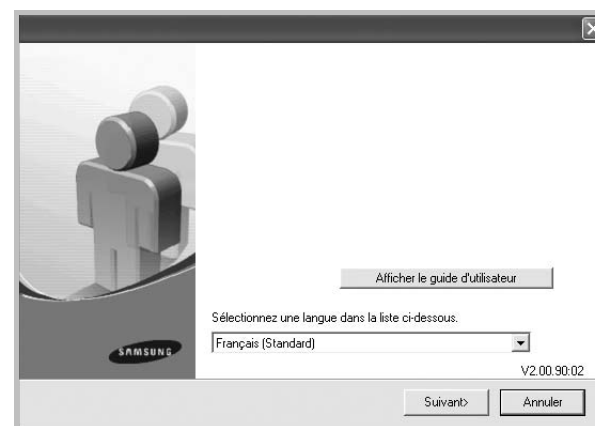 Afficher le guide d'utilisateur
Sélectionnez une langue dans la liste ci-dessous.
Français (Standard)
SAMSUNG
V2.00.90:02
Suivant>
Annuler